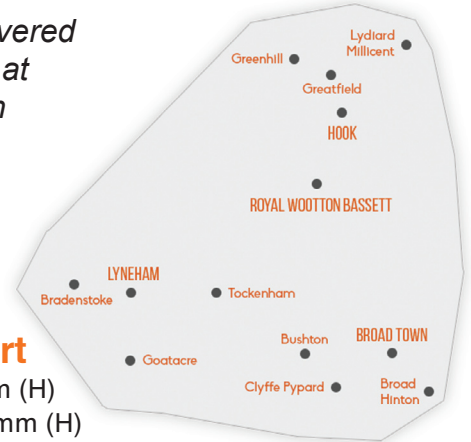 vered
at
n
rt
m (H)
mm (H)
Lydiard
Millicent
Greenhill
Greatfield
HOOK
ROYAL WOOTTON BASSETT
LYNEHAM
Bradenstoke
Tockenham
Bushton
BROAD TOWN
Goatacre
Clyffe Pypard
Broad
Hinton